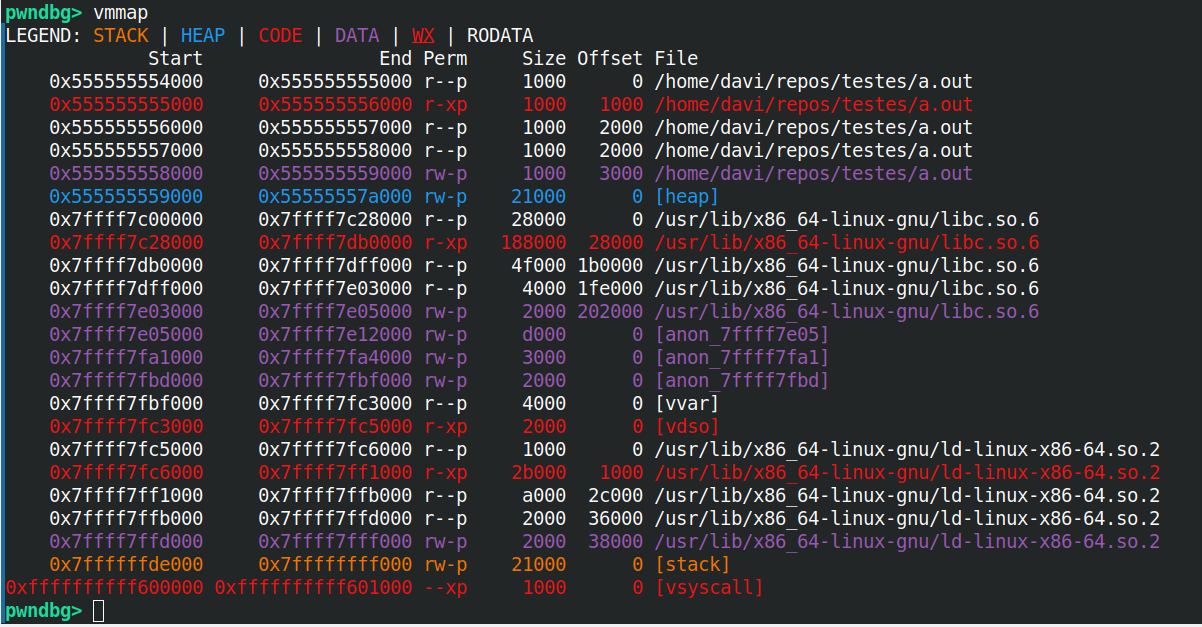 pwndbg> vmmap
LEGEND: STACK | HEAP | CODE | DATA | WX | RODATA
             Start                End Perm     Size Offset File
    0x555555554000     0x555555555000 r--p     1000      0 /home/davi/repos/testes/a.out
    0x555555555000     0x555555556000 r-xp     1000   1000 /home/davi/repos/testes/a.out
    0x555555556000     0x555555557000 r--p     1000   2000 /home/davi/repos/testes/a.out
    0x555555557000     0x555555558000 r--p     1000   2000 /home/davi/repos/testes/a.out
    0x555555558000     0x555555559000 rw-p     1000   3000 /home/davi/repos/testes/a.out
    0x555555559000     0x55555557a000 rw-p    21000      0 [heap]
    0x7ffff7c00000     0x7ffff7c28000 r--p    28000      0 /usr/lib/x86_64-linux-gnu/libc.so.6
    0x7ffff7c28000     0x7ffff7db0000 r-xp   188000  28000 /usr/lib/x86_64-linux-gnu/libc.so.6
    0x7ffff7db0000     0x7ffff7dff000 r--p    4f000 1b0000 /usr/lib/x86_64-linux-gnu/libc.so.6
    0x7ffff7dff000     0x7ffff7e03000 r--p     4000 1fe000 /usr/lib/x86_64-linux-gnu/libc.so.6
    0x7ffff7e03000     0x7ffff7e05000 rw-p     2000 202000 /usr/lib/x86_64-linux-gnu/libc.so.6
    0x7ffff7e05000     0x7ffff7e12000 rw-p     d000      0 [anon_7ffff7e05]
    0x7ffff7fa1000     0x7ffff7fa4000 rw-p     3000      0 [anon_7ffff7fa1]
    0x7ffff7fbd000     0x7ffff7fbf000 rw-p     2000      0 [anon_7ffff7fbd]
    0x7ffff7fbf000     0x7ffff7fc3000 r--p     4000      0 [vvar]
    0x7ffff7fc3000     0x7ffff7fc5000 r-xp     2000      0 [vdso]
    0x7ffff7fc5000     0x7ffff7fc6000 r--p     1000      0 /usr/lib/x86_64-linux-gnu/ld-linux-x86-64.so.2
    0x7ffff7fc6000     0x7ffff7ff1000 r-xp    2b000   1000 /usr/lib/x86_64-linux-gnu/ld-linux-x86-64.so.2
    0x7ffff7ff1000     0x7ffff7ffb000 r--p     a000  2c000 /usr/lib/x86_64-linux-gnu/ld-linux-x86-64.so.2
    0x7ffff7ffb000     0x7ffff7ffd000 r--p     2000  36000 /usr/lib/x86_64-linux-gnu/ld-linux-x86-64.so.2
    0x7ffff7ffd000     0x7ffff7fff000 rw-p     2000  38000 /usr/lib/x86_64-linux-gnu/ld-linux-x86-64.so.2
    0x7ffffffde000     0x7ffffffff000 rw-p    21000      0 [stack]
0xffffffffff600000 0xffffffffff601000 --xp     1000      0 [vsyscall]
pwndbg>